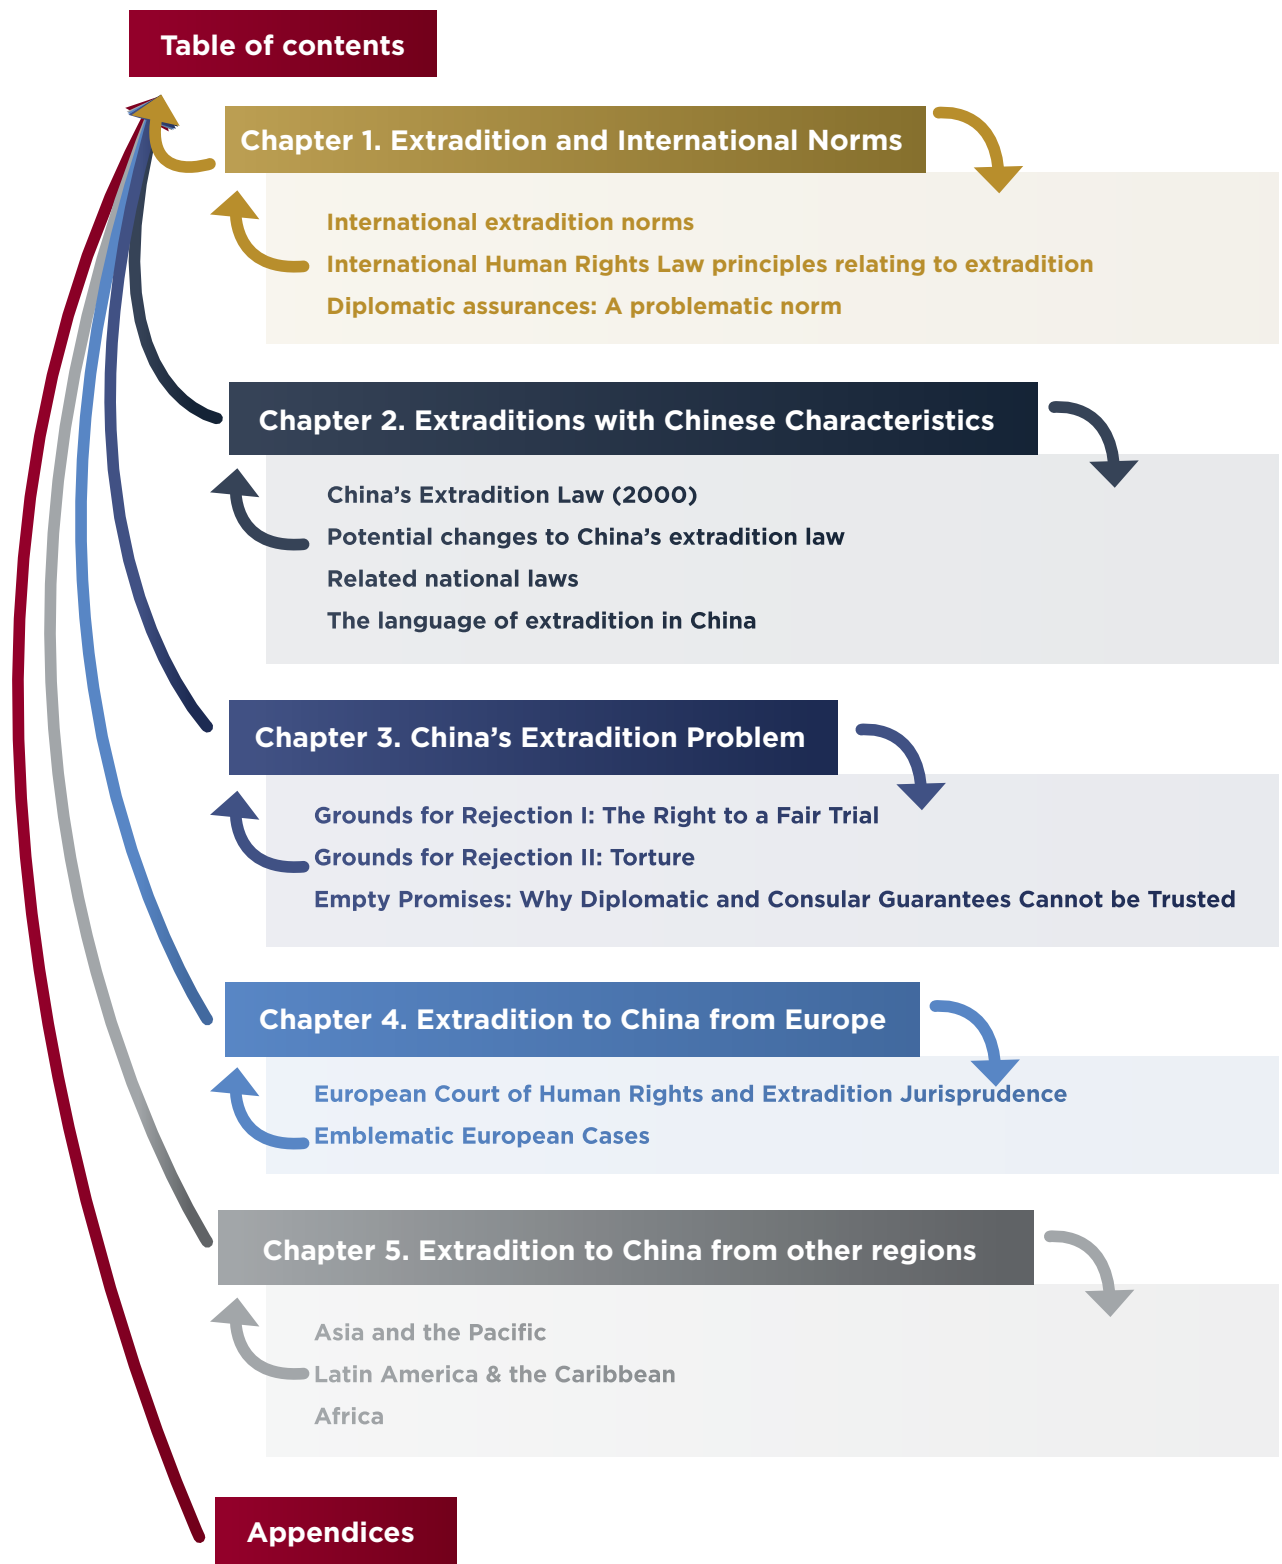 Table of contents
Chapter 1. Extradition and International Norms
International extradition norms
International Human Rights Law principles relating to extradition
Diplomatic assurances: A problematic norm
Chapter 2. Extraditions with Chinese Characteristics
China’s Extradition Law (2000)
Potential changes to China’s extradition law
Related national laws
The language of extradition in China
Chapter 3. China’s Extradition Problem
Grounds for Rejection I: The Right to a Fair Trial
Grounds for Rejection II: Torture
Empty Promises: Why Diplomatic and Consular Guarantees Cannot be Trusted
Chapter 4. Extradition to China from Europe
European Court of Human Rights and Extradition Jurisprudence
Emblematic European Cases
Chapter 5. Extradition to China from other regions
Asia and the Pacific
Latin America & the Caribbean
Africa
Appendices